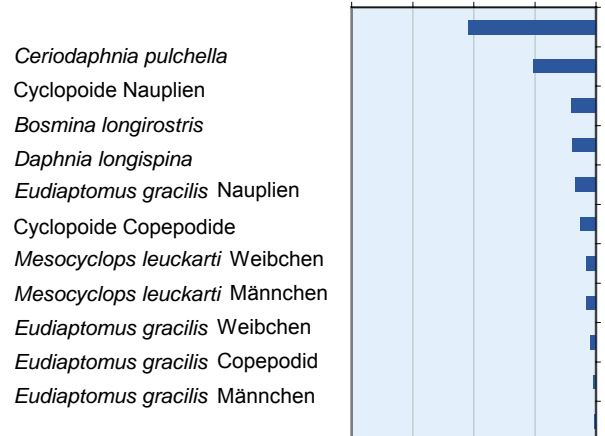 Ceriodaphnia pulchella
Cyclopoide Nauplien
Bosmina longirostris
Daphnia longispina
Eudiaptomus gracilis Nauplien
Cyclopoide Copepodide
Mesocyclops leuckarti Weibchen
Mesocyclops leuckarti Männchen
Eudiaptomus gracilis Weibchen
Eudiaptomus gracilis Copepodid
Eudiaptomus gracilis Männchen